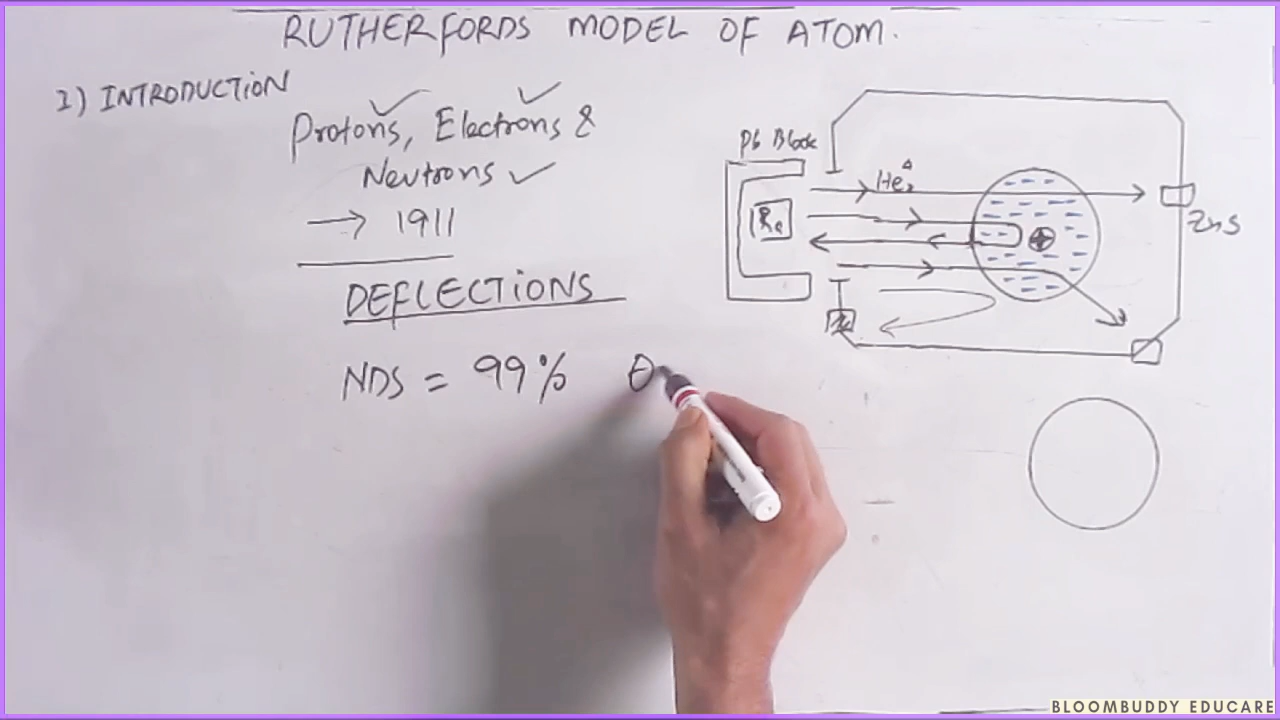 RUTHERFORDS MODEL OF ATOM.
1) INTRODUCTION
Protons, Electrons &
Neutrons
→ 1911
DEFLECTIONS
NDS = 99% θ
Pb Block
Ra
He
ZnS
BLOOMBUDDY EDUCARE